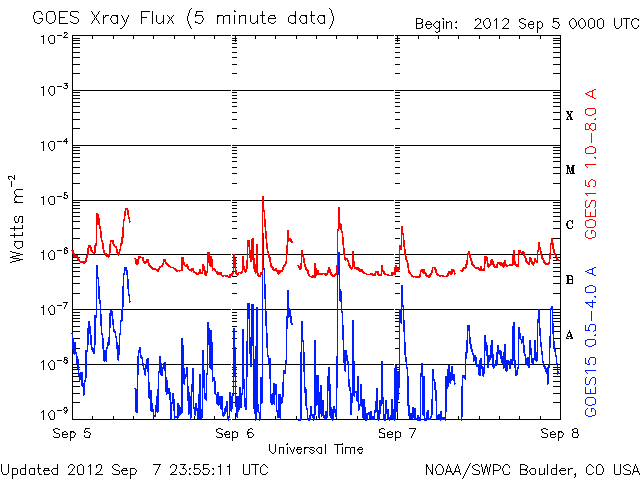 GOES Xray Flux (5 minute data)
Begin: 2012 Sep 5 0000 UTC
10-2
10-3
10-4
10-5
10-6
10-7
10-8
10-9
Watts m-2
X
M
C
B
A
GOES15 1.0-8.0 A
GOES15 0.5-4.0 A
Sep 5 Sep 6 Sep 7 Sep 8
Universal Time
Updated 2012 Sep 7 23:55:11 UTC
NOAA/SWPC Boulder, CO USA